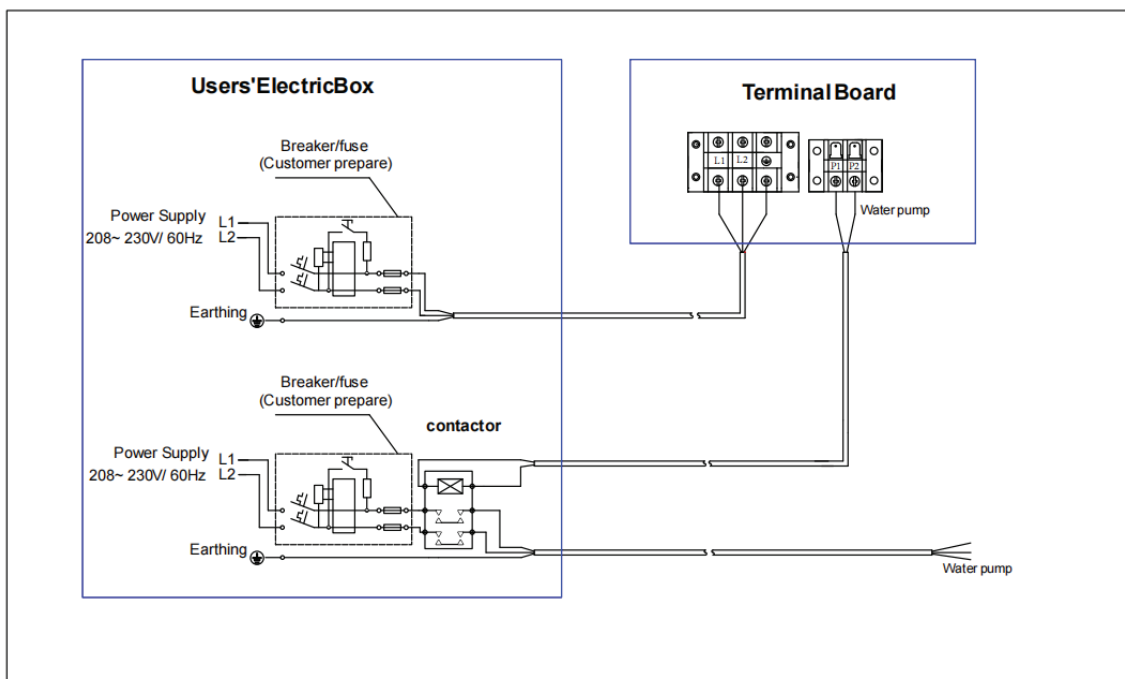 Users'ElectricBox
Breaker/fuse
(Customer prepare)
Power Supply L1
208~ 230V/ 60Hz L2
Earthing
Terminal Board
L1 L2
P1 P2
Water pump
Breaker/fuse
(Customer prepare)
contactor
Power Supply L1
208~ 230V/ 60Hz L2
Earthing
Water pump